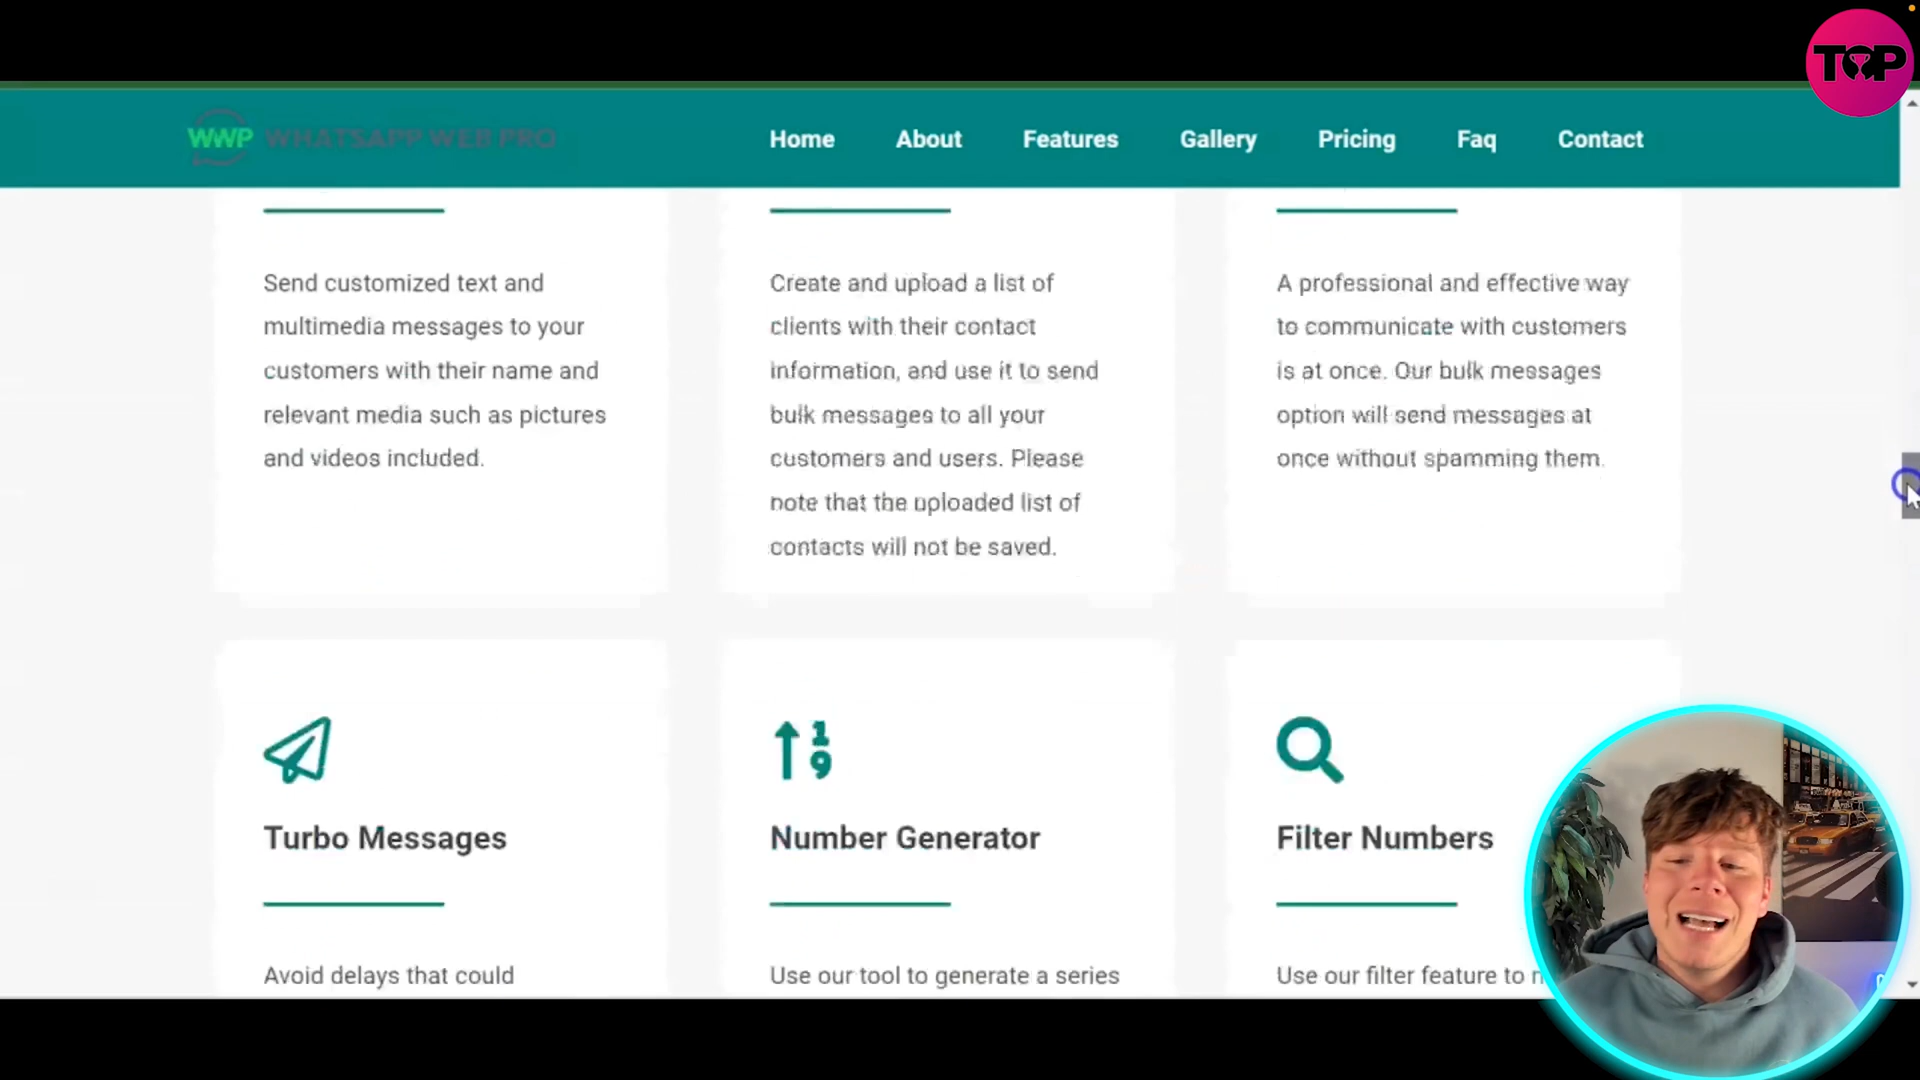 TOP
WWP WHATSAPP WEB PRO
Home About Features Gallery Pricing Faq Contact
Send customized text and
multimedia messages to your
customers with their name and
relevant media such as pictures
and videos included.
Create and upload a list of
clients with their contact
information, and use it to send
bulk messages to all your
customers and users. Please
note that the uploaded list of
contacts will not be saved.
A professional and effective way
to communicate with customers
is at once. Our bulk messages
option will send messages at
once without spamming them.
1
9
Turbo Messages
Number Generator
Filter Numbers
Avoid delays that could
Use our tool to generate a series
Use our filter feature to